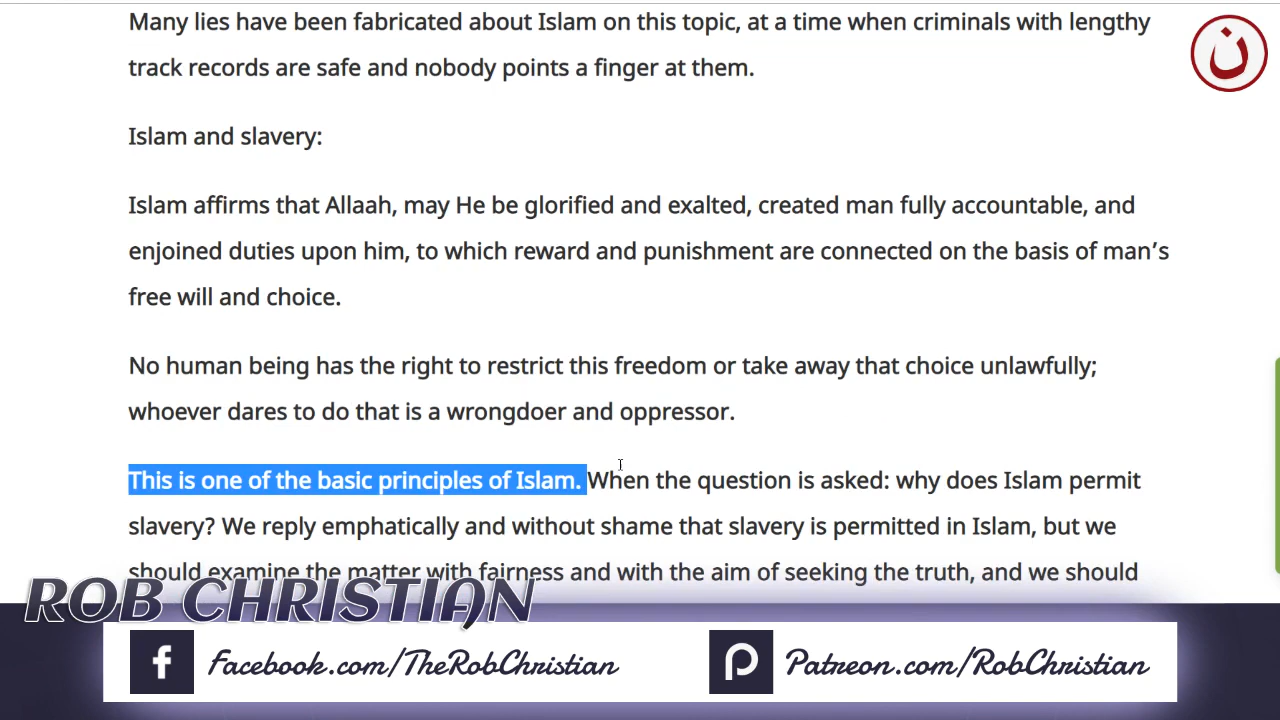 Many lies have been fabricated about Islam on this topic, at a time when criminals with lengthy
track records are safe and nobody points a finger at them.
ن
Islam and slavery:
Islam affirms that Allaah, may He be glorified and exalted, created man fully accountable, and
enjoined duties upon him, to which reward and punishment are connected on the basis of man’s
free will and choice.
No human being has the right to restrict this freedom or take away that choice unlawfully;
whoever dares to do that is a wrongdoer and oppressor.
This is one of the basic principles of Islam. When the question is asked: why does Islam permit
slavery? We reply emphatically and without shame that slavery is permitted in Islam, but we
should examine the matter with fairness and with the aim of seeking the truth, and we should
ROB CHRISTIAN
Facebook.com/TheRobChristian
Patreon.com/RobChristian